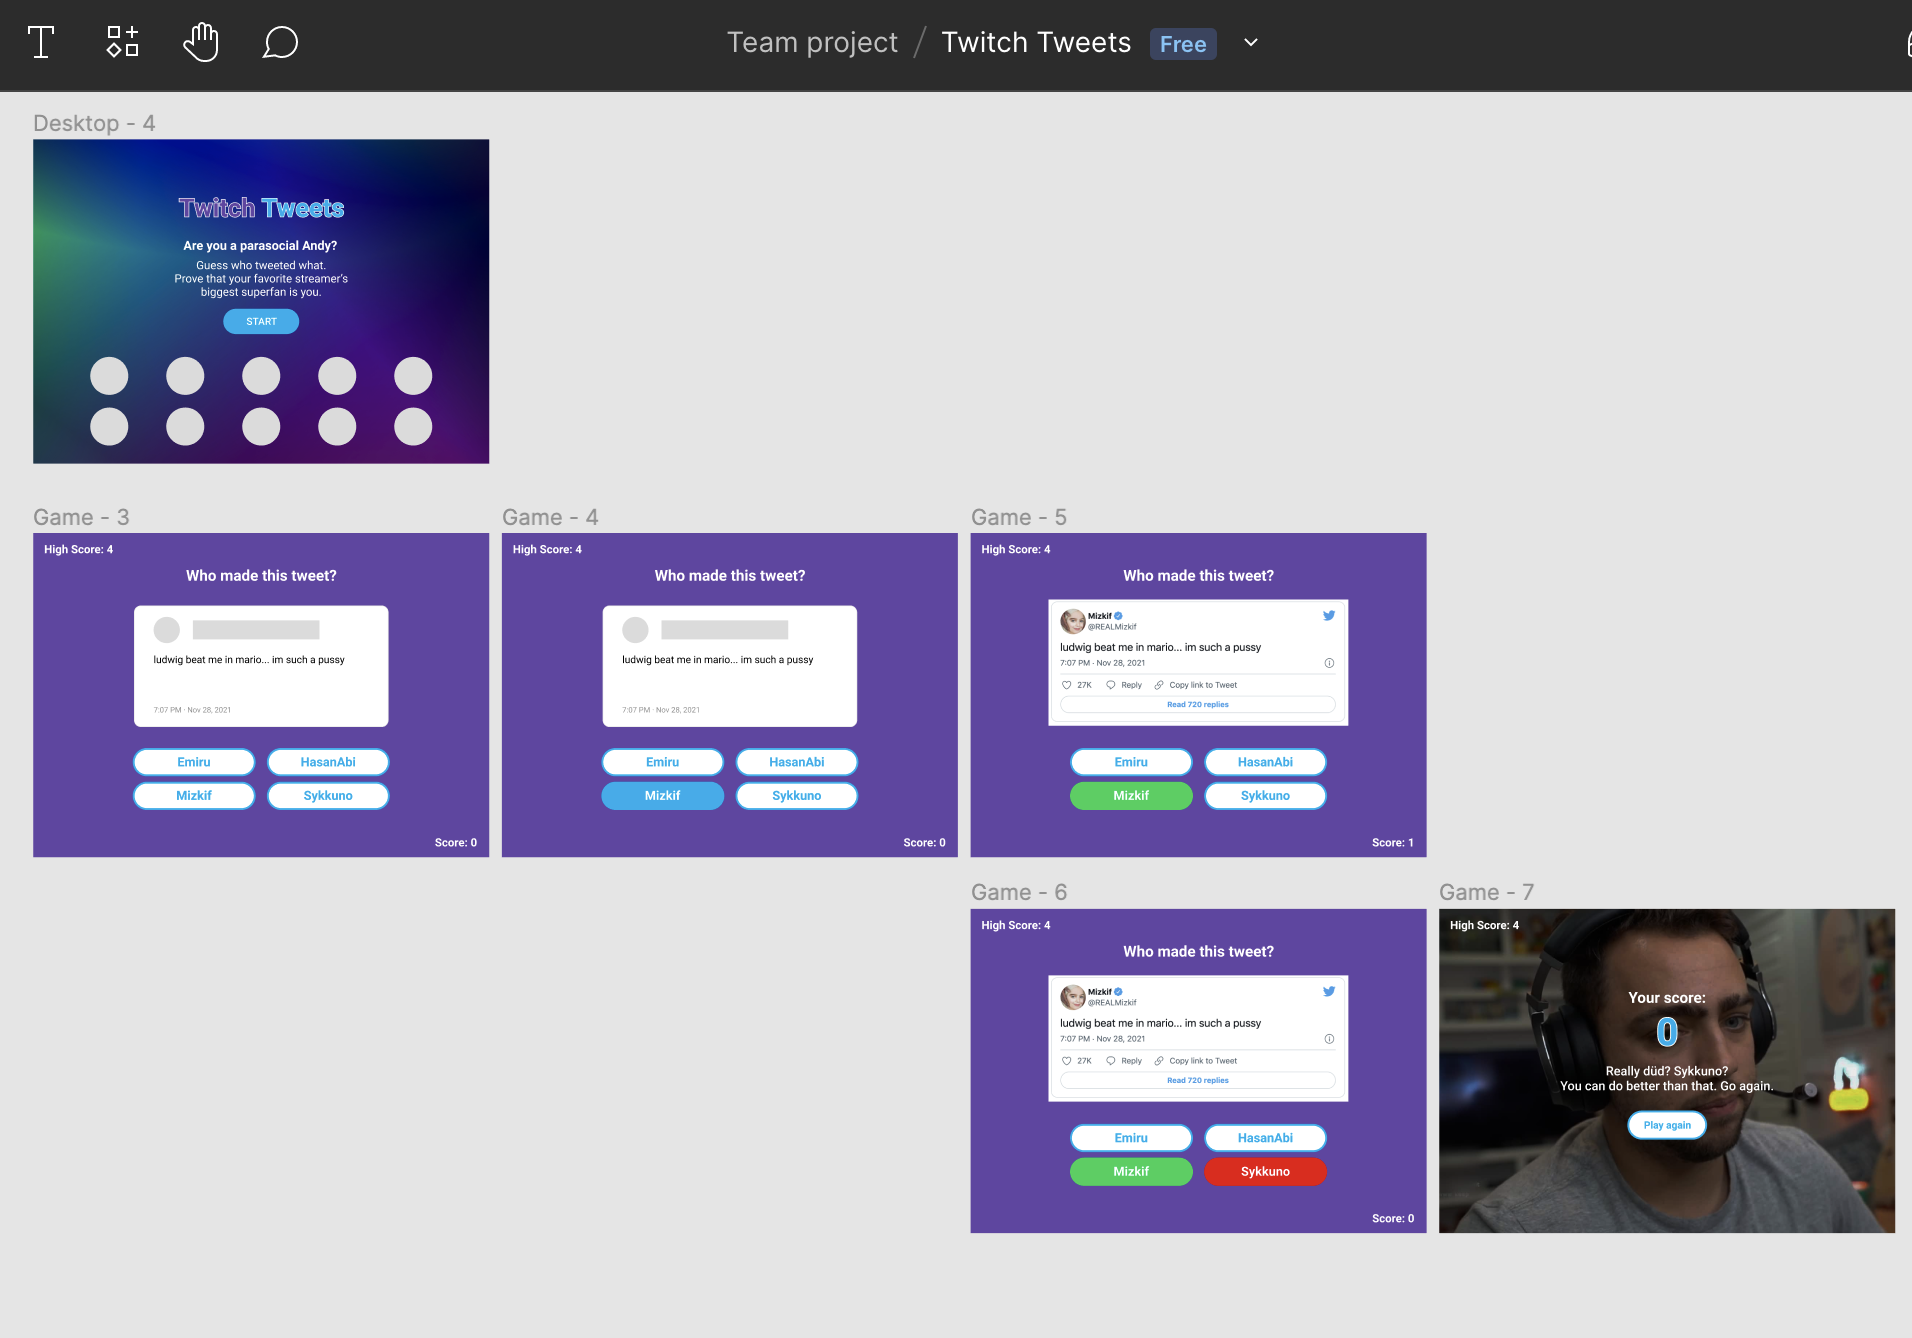 Team project / Twitch Tweets Free
Desktop - 4
Twitch Tweets
Are you a parasocial Andy?
Guess who tweeted what.
Prove that your favorite streamer's
biggest superfan is you.
START
Game - 3
High Score: 4
Who made this tweet?
ludwig beat me in mario... im such a pussy
7:07 PM · Nov 28, 2021
Emiru HasanAbi
Mizkif Sykkuno
Score: 0
Game - 4
High Score: 4
Who made this tweet?
ludwig beat me in mario... im such a pussy
7:07 PM · Nov 28, 2021
Emiru HasanAbi
Mizkif Sykkuno
Score: 0
Game - 5
High Score: 4
Who made this tweet?
Mizkif
@REALMizkif
ludwig beat me in mario... im such a pussy
7:07 PM · Nov 28, 2021
27K Reply Copy link to Tweet
Read 720 replies
Emiru HasanAbi
Mizkif Sykkuno
Score: 1
Game - 6
High Score: 4
Who made this tweet?
Mizkif
@REALMizkif
ludwig beat me in mario... im such a pussy
7:07 PM · Nov 28, 2021
27K Reply Copy link to Tweet
Read 720 replies
Emiru HasanAbi
Mizkif Sykkuno
Score: 0
Game - 7
High Score: 4
Your score:
0
Really düd? Sykkuno?
You can do better than that. Go again.
Play again